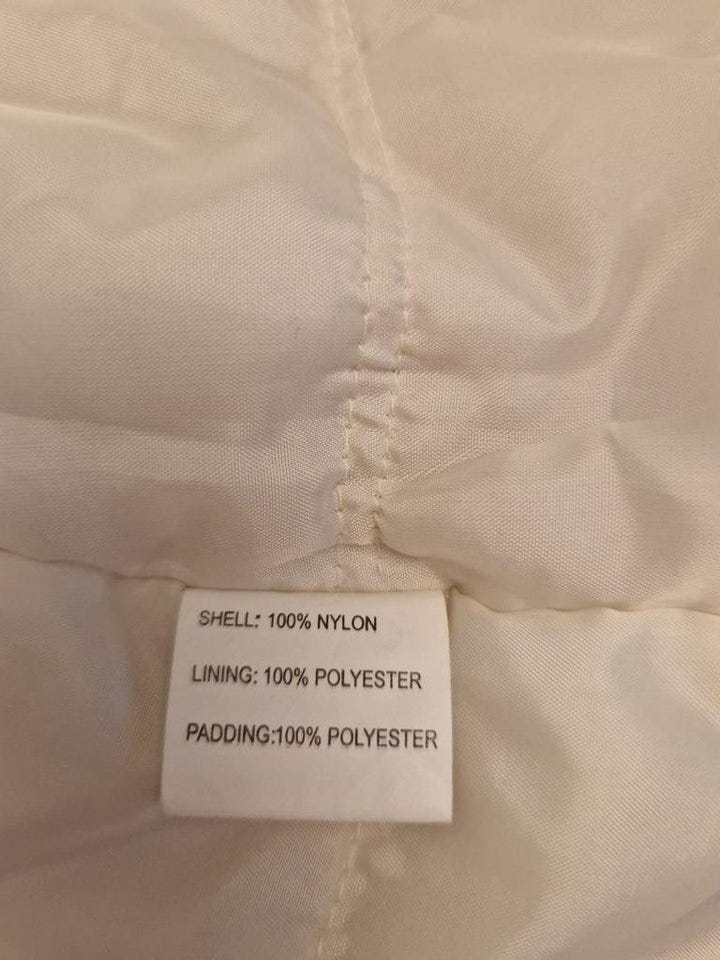 SHELL: 100% NYLON
LINING: 100% POLYESTER
PADDING:100% POLYESTER